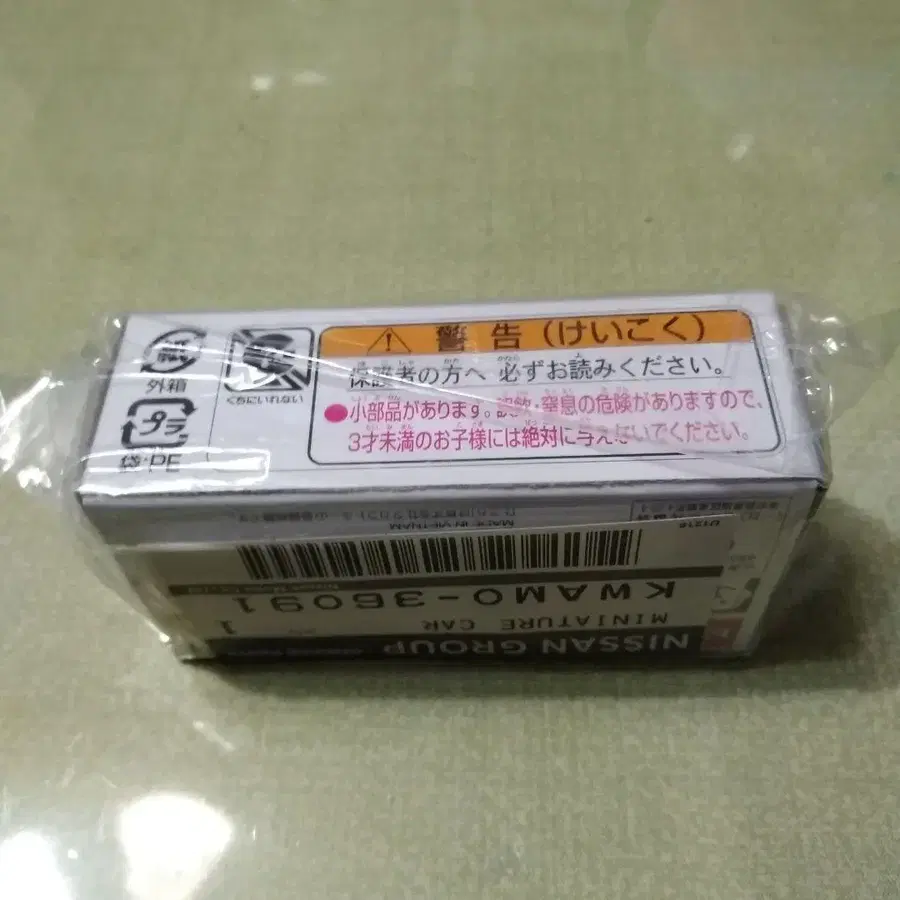 紙
外箱
プラ
袋:PE
くちにいれない
警告(けいこく)
保護者の方へ 必ずお読みください。
●小部品があります。誤飲・窒息の危険がありますので、
3才未満のお子様には絶対に与えないでください。
MADE IN VIETNAM
KWAM0-36091
MINIATURE CAR
1
NISSAN GROUP